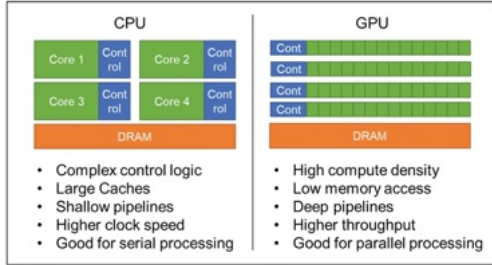 CPU
Core 1
Cont
rol
Core 2
Cont
rol
Core 3
Cont
rol
Core 4
Cont
rol
DRAM
• Complex control logic
• Large Caches
• Shallow pipelines
• Higher clock speed
• Good for serial processing
GPU
Cont
Cont
Cont
Cont
DRAM
• High compute density
• Low memory access
• Deep pipelines
• Higher throughput
• Good for parallel processing